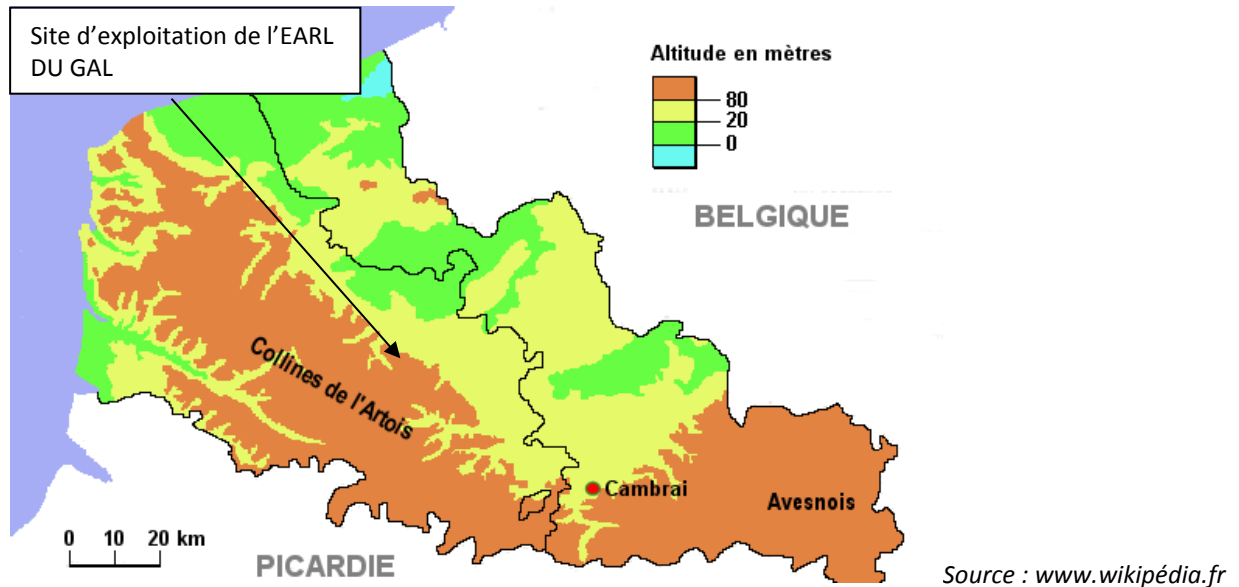 Site d'exploitation de l'EARL
DU GAL
Altitude en mètres
80
20
0
BELGIQUE
Collines de l'Artois
Cambrai
Avesnois
0 10 20 km
PICARDIE
Source : www.wikipédia.fr